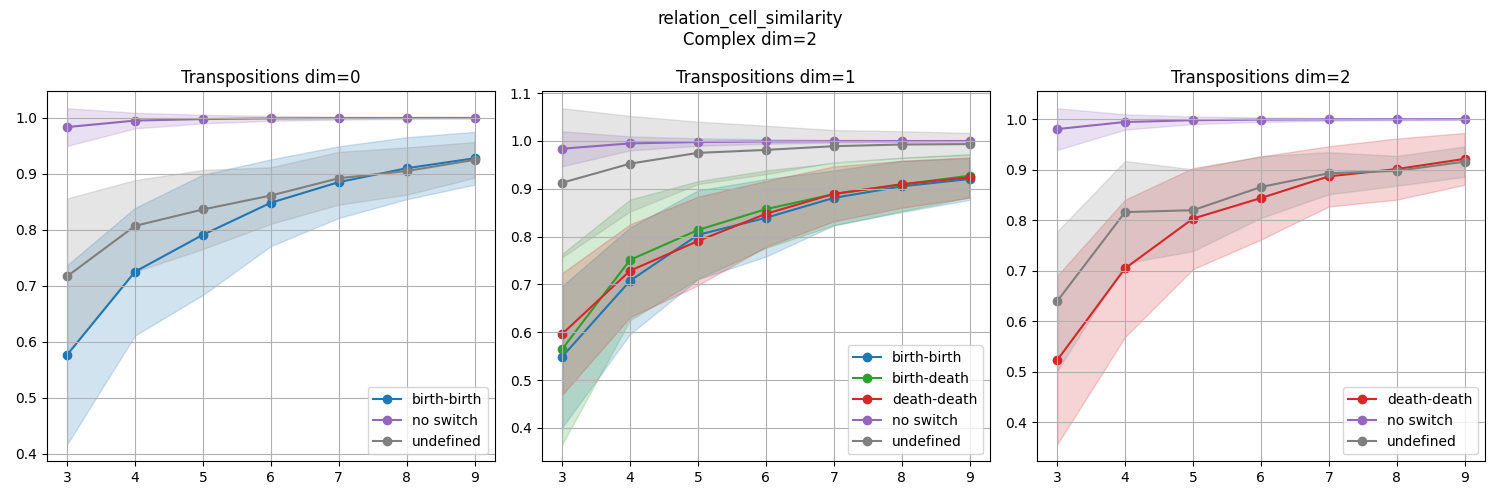 relation_cell_similarity
Complex dim=2
Transpositions dim=0
1.0
0.9
0.8
0.7
0.6
0.5
0.4
3 4 5 6 7 8 9
birth-birth
no switch
undefined
Transpositions dim=1
1.1
1.0
0.9
0.8
0.7
0.6
0.5
0.4
3 4 5 6 7 8 9
birth-birth
birth-death
death-death
no switch
undefined
Transpositions dim=2
1.0
0.9
0.8
0.7
0.6
0.5
0.4
3 4 5 6 7 8 9
death-death
no switch
undefined